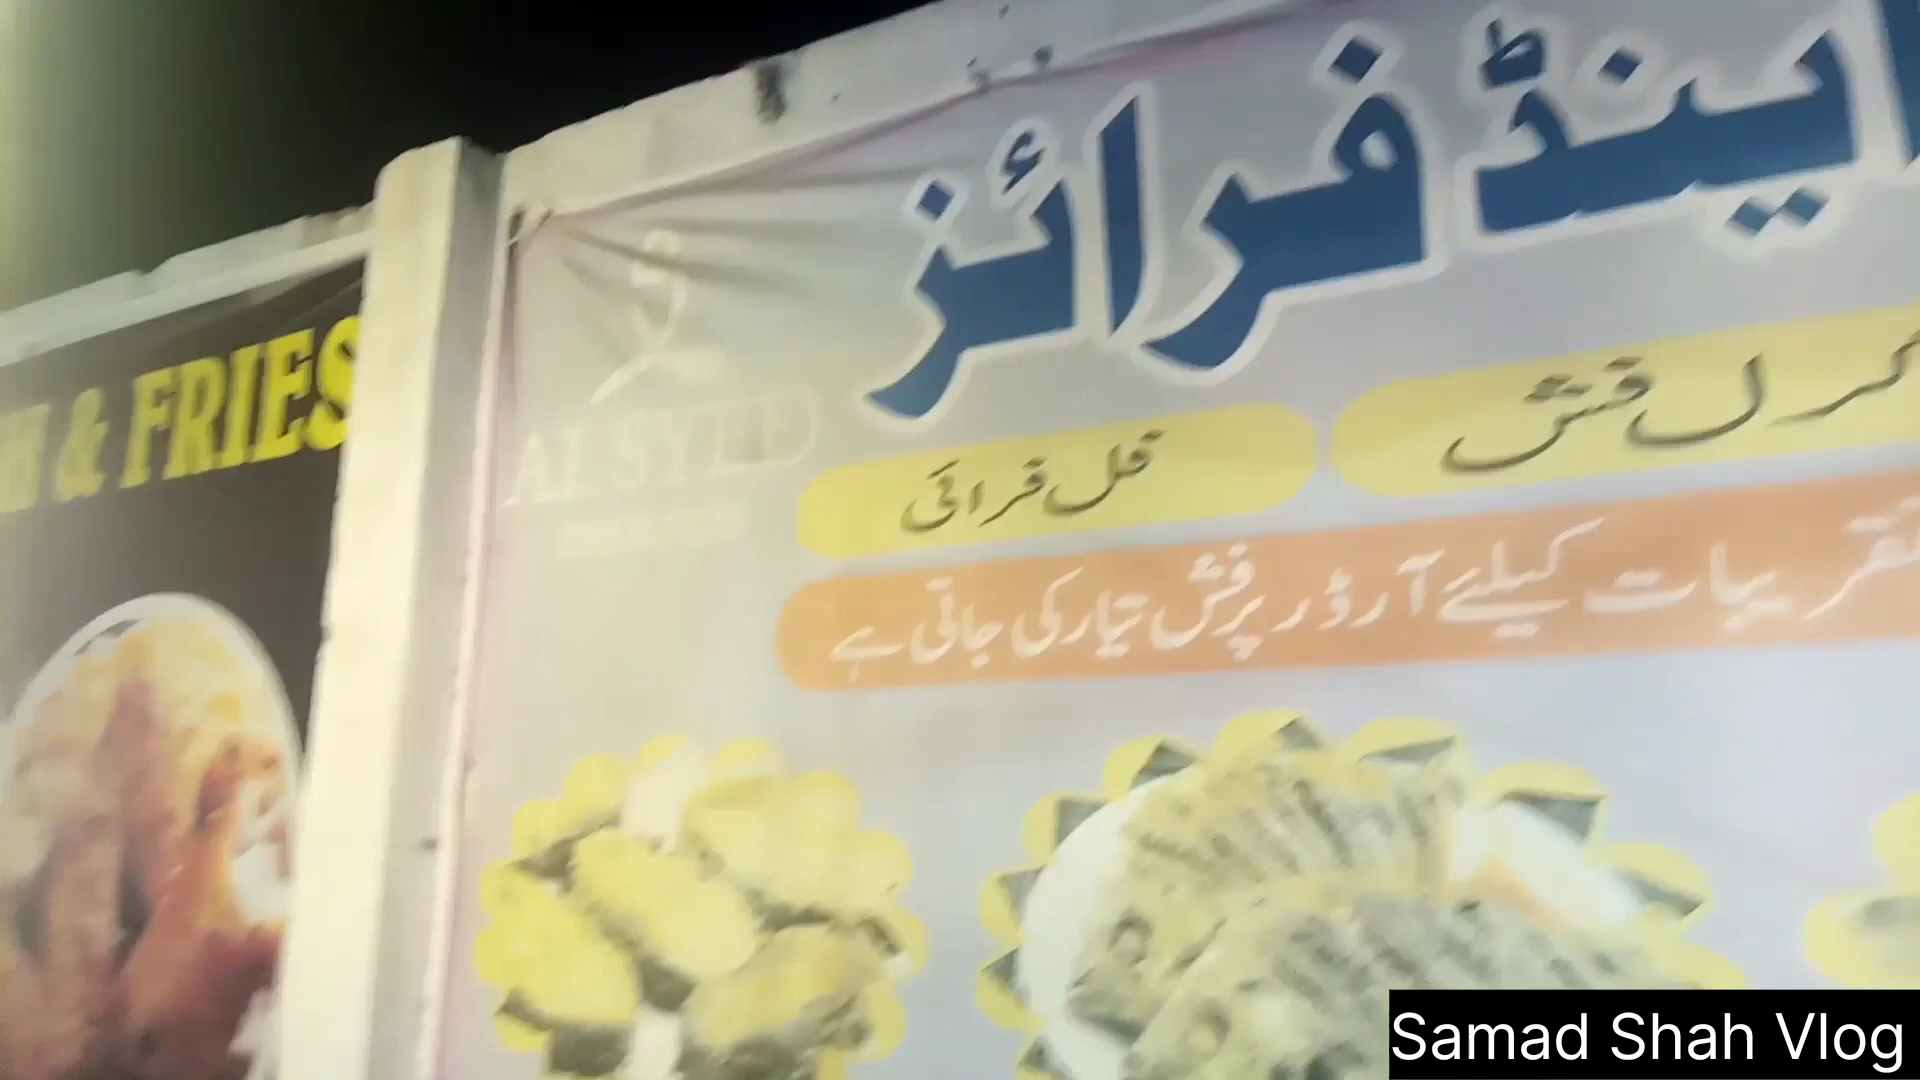 & FRIES
اینڈ فرائز
AL SYED
گرل فش
فل فرائی
تقریبات کیلئے آرڈر پر فش تیار کی جاتی ہے
Samad Shah Vlog